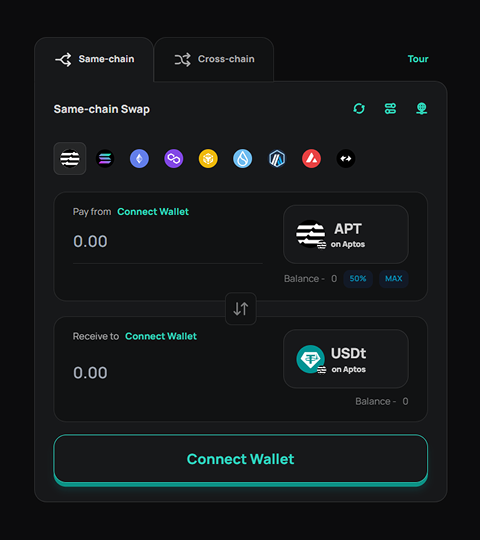 Same-chain Cross-chain Tour
Same-chain Swap
Pay from Connect Wallet
0.00
APT
on Aptos
Balance - 0 50% MAX
Receive to Connect Wallet
0.00
USDt
on Aptos
Balance - 0
Connect Wallet